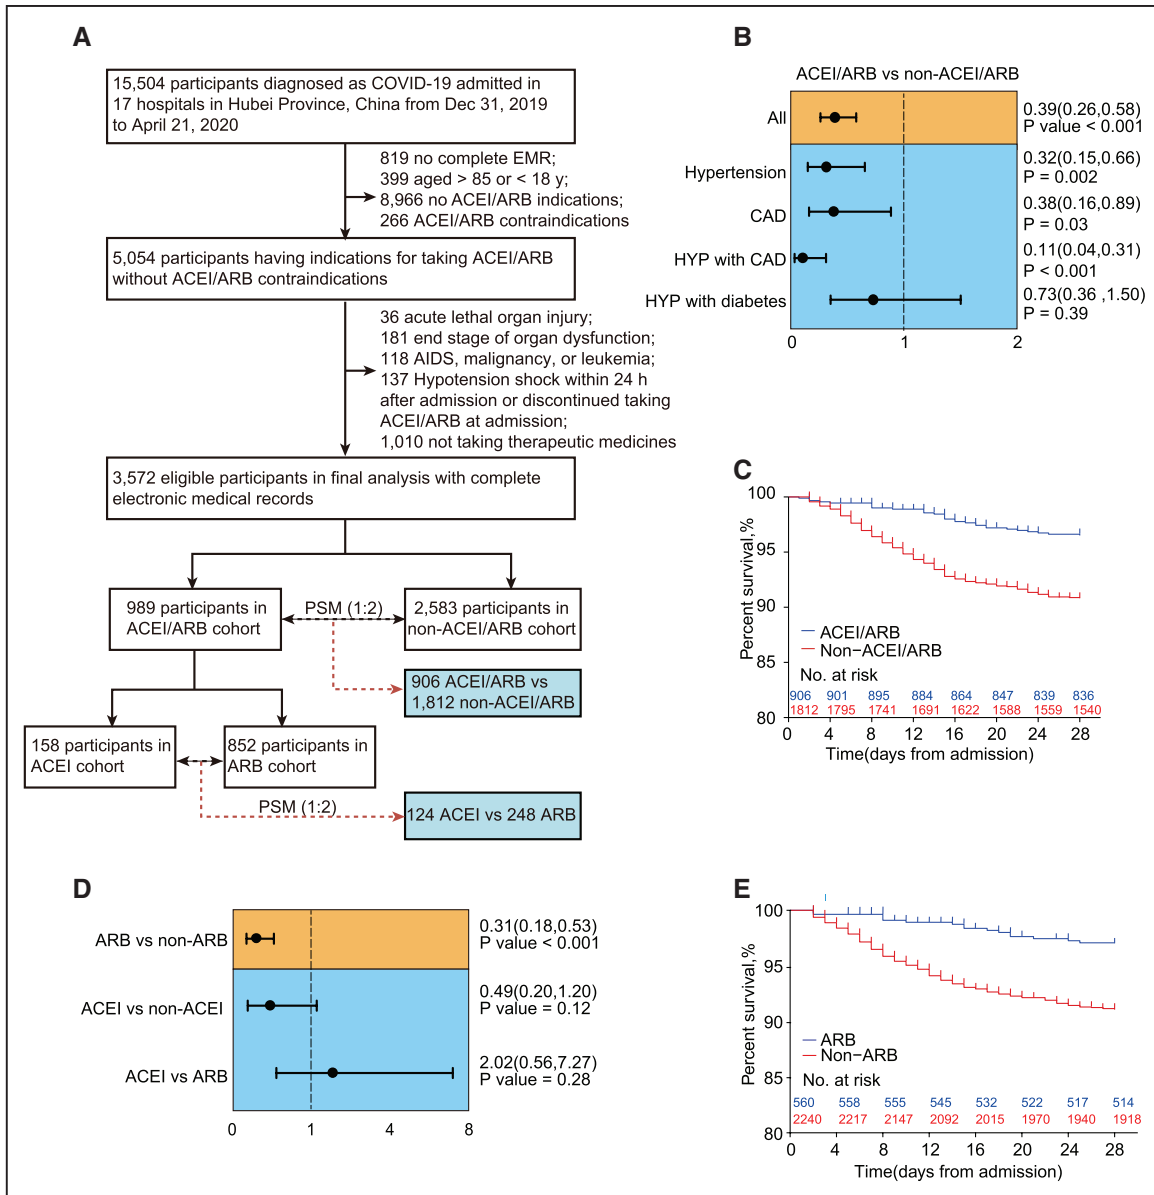 A
15,504 participants diagnosed as COVID-19 admitted in
17 hospitals in Hubei Province, China from Dec 31, 2019
to April 21, 2020
819 no complete EMR;
399 aged > 85 or < 18 y;
8,966 no ACEI/ARB indications;
266 ACEI/ARB contraindications
5,054 participants having indications for taking ACEI/ARB
without ACEI/ARB contraindications
36 acute lethal organ injury;
181 end stage of organ dysfunction;
118 AIDS, malignancy, or leukemia;
137 Hypotension shock within 24 h
after admission or discontinued taking
ACEI/ARB at admission;
1,010 not taking therapeutic medicines
3,572 eligible participants in final analysis with complete
electronic medical records
989 participants in
ACEI/ARB cohort
PSM (1:2)
2,583 participants in
non-ACEI/ARB cohort
906 ACEI/ARB vs
1,812 non-ACEI/ARB
158 participants in
ACEI cohort
852 participants in
ARB cohort
PSM (1:2)
124 ACEI vs 248 ARB
B
ACEI/ARB vs non-ACEI/ARB
All
0.39(0.26,0.58)
P value < 0.001
Hypertension
0.32(0.15,0.66)
P = 0.002
CAD
0.38(0.16,0.89)
P = 0.03
HYP with CAD
0.11(0.04,0.31)
P < 0.001
HYP with diabetes
0.73(0.36 ,1.50)
P = 0.39
0 1 2
C
Percent survival,%
100
95
90
85
80
ACEI/ARB
Non−ACEI/ARB
No. at risk
906 901 895 884 864 847 839 836
1812 1795 1741 1691 1622 1588 1559 1540
0 4 8 12 16 20 24 28
Time(days from admission)
D
ARB vs non-ARB
0.31(0.18,0.53)
P value < 0.001
ACEI vs non-ACEI
0.49(0.20,1.20)
P value = 0.12
ACEI vs ARB
2.02(0.56,7.27)
P value = 0.28
0 1 4 8
E
Percent survival,%
100
95
90
85
80
ARB
Non−ARB
No. at risk
560 558 555 545 532 522 517 514
2240 2217 2147 2092 2015 1970 1940 1918
0 4 8 12 16 20 24 28
Time(days from admission)